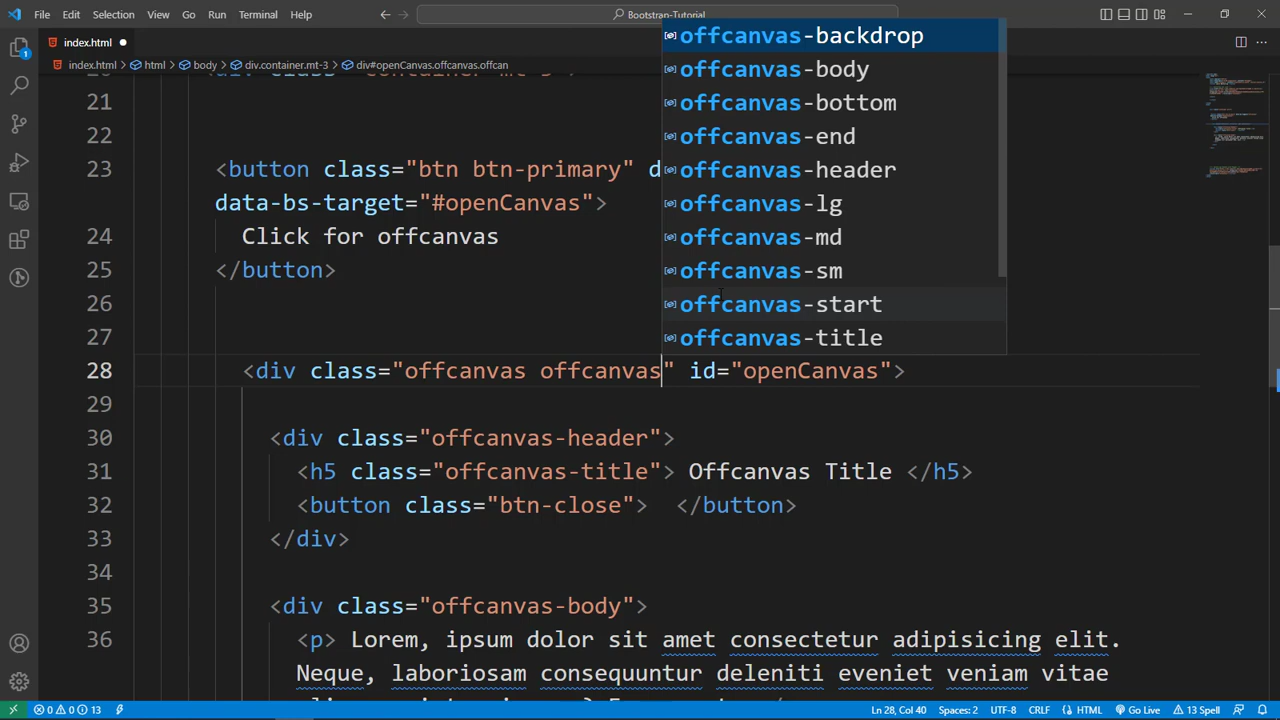 File Edit Selection View Go Run Terminal Help
Bootstrap-Tutorial
index.html
index.html > html > body > div.container.mt-3 > div#openCanvas.offcanvas.offcan
offcanvas-backdrop
offcanvas-body
offcanvas-bottom
offcanvas-end
offcanvas-header
offcanvas-lg
offcanvas-md
offcanvas-sm
offcanvas-start
offcanvas-title
21
22
23 <button class="btn btn-primary" d
data-bs-target="#openCanvas">
24 Click for offcanvas
25 </button>
26
27
28 <div class="offcanvas offcanvas" id="openCanvas">
29
30 <div class="offcanvas-header">
31 <h5 class="offcanvas-title"> Offcanvas Title </h5>
32 <button class="btn-close"> </button>
33 </div>
34
35 <div class="offcanvas-body">
36 <p> Lorem, ipsum dolor sit amet consectetur adipisicing elit.
Neque, laboriosam consequuntur deleniti eveniet veniam vitae
1
0 0 13 Ln 28, Col 40 Spaces: 2 UTF-8 CRLF HTML Go Live 13 Spell